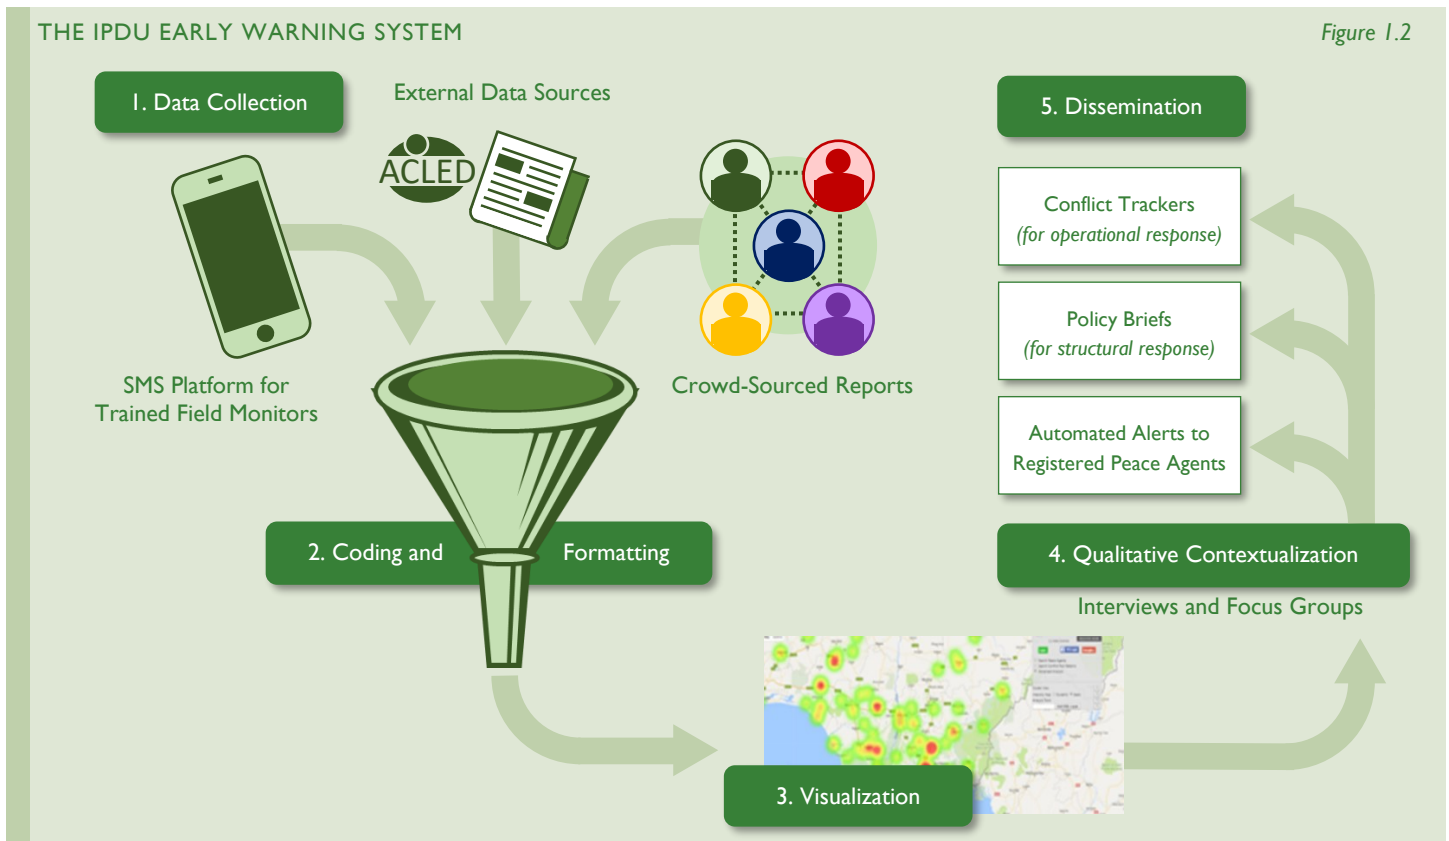 THE IPDU EARLY WARNING SYSTEM
Figure 1.2
1. Data Collection
External Data Sources
ACLED
SMS Platform for
Trained Field Monitors
Crowd-Sourced Reports
2. Coding and Formatting
3. Visualization
4. Qualitative Contextualization
Interviews and Focus Groups
5. Dissemination
Conflict Trackers
(for operational response)
Policy Briefs
(for structural response)
Automated Alerts to
Registered Peace Agents